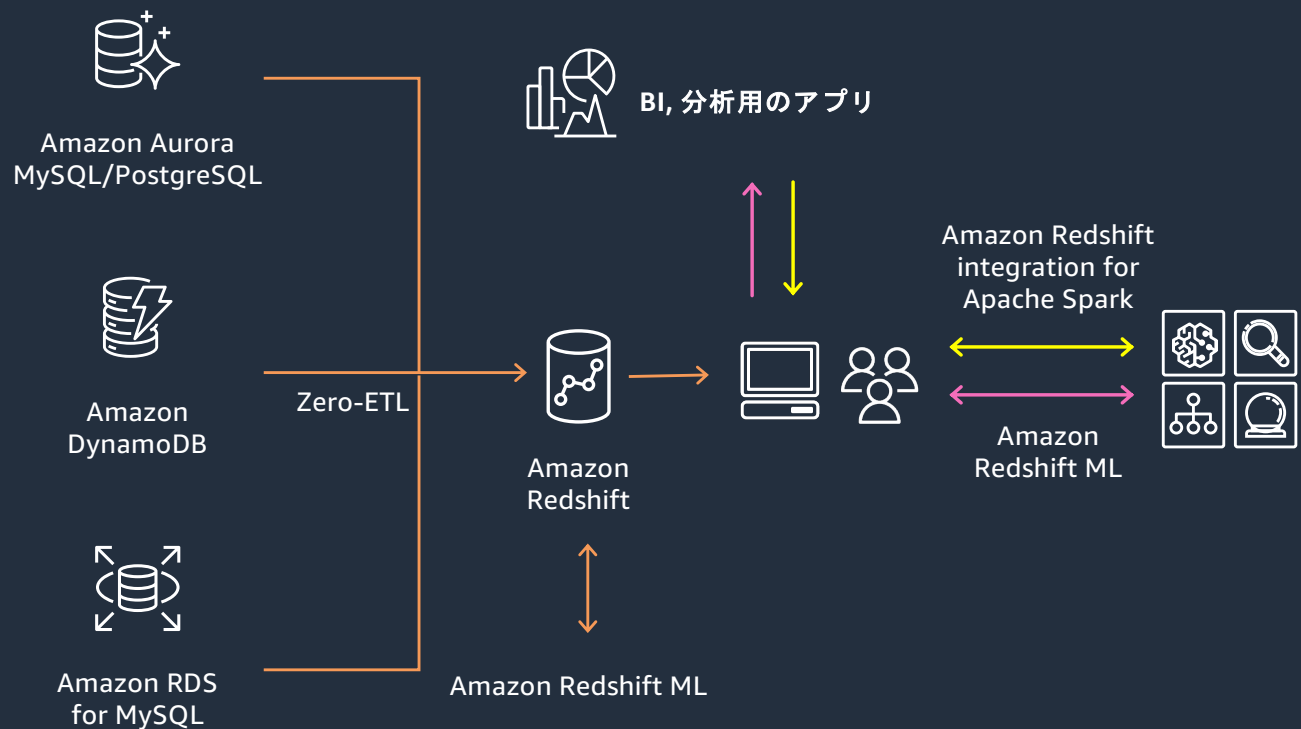 Amazon Aurora
MySQL/PostgreSQL
BI, 分析用のアプリ
Amazon Redshift
integration for
Apache Spark
Amazon
DynamoDB
Zero-ETL
Amazon
Redshift
Amazon
Redshift ML
Amazon RDS
for MySQL
Amazon Redshift ML